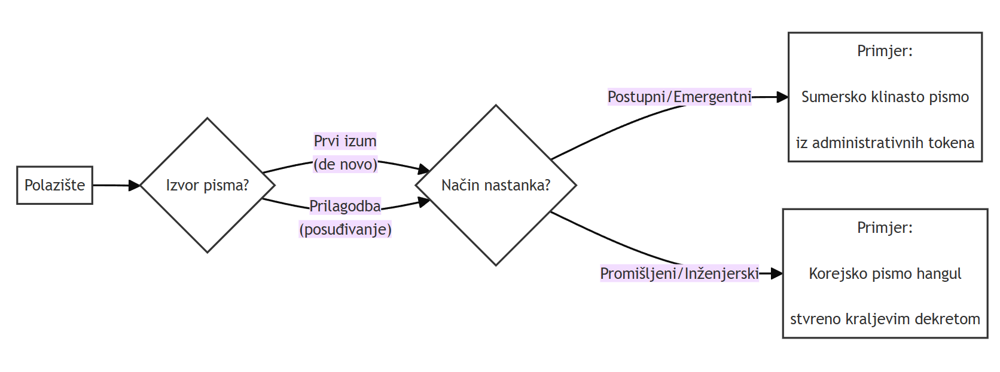 Polazište
Izvor pisma?
Prvi izum
(de novo)
Prilagodba
(posuđivanje)
Način nastanka?
Postupni/Emergentni
Promišljeni/Inženjerski
Primjer:
Sumersko klinasto pismo
iz administrativnih tokena
Primjer:
Korejsko pismo hangul
stvreno kraljevim dekretom